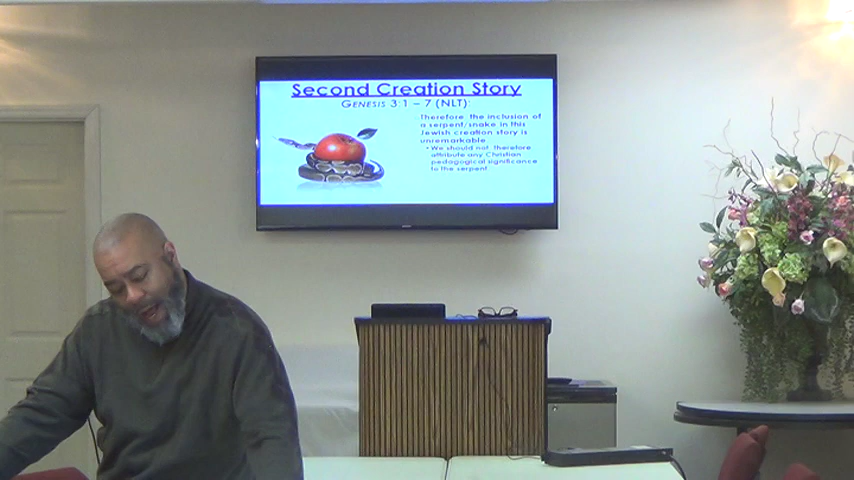 Second Creation Story
Genesis 3:1 – 7 (NLT):
Therefore, the inclusion of
a serpent/snake in this
Jewish creation story is
unremarkable.
• We should not, therefore
attribute any Christian
pedagogical significance
to the serpent.